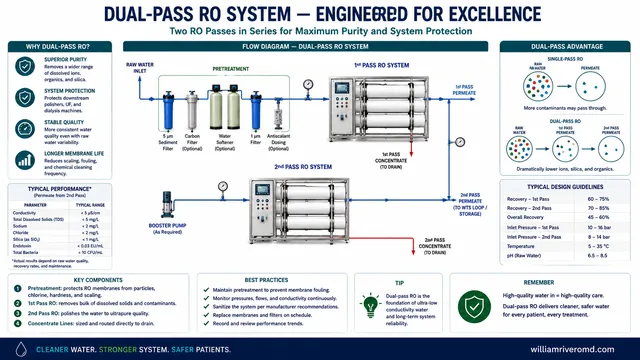 DUAL-PASS RO SYSTEM — ENGINEERED FOR EXCELLENCE
Two RO Passes in Series for Maximum Purity and System Protection
WHY DUAL-PASS RO?
SUPERIOR PURITY
Removes a wider range
of dissolved ions,
organics, and silica.
SYSTEM PROTECTION
Protects downstream
polishers, UF, and
dialysis machines.
STABLE QUALITY
More consistent water
quality even with raw
water variability.
LONGER MEMBRANE LIFE
Reduces scaling, fouling,
and chemical cleaning
frequency.
TYPICAL PERFORMANCE*
(Permeate from 2nd Pass)
PARAMETER TYPICAL RANGE
Conductivity < 5 µS/cm
Total Dissolved Solids (TDS) < 5 mg/L
Sodium < 2 mg/L
Chloride < 2 mg/L
Silica (as SiO₂) < 1 mg/L
Endotoxin < 0.03 EU/mL
Total Bacteria < 10 CFU/mL
*Actual results depend on raw water quality,
recovery rates, and maintenance.
FLOW DIAGRAM — DUAL-PASS RO SYSTEM
RAW WATER
INLET
PRETREATMENT
5 µm
Sediment
Filter
Carbon
Filter
(Optional)
Water
Softener
(Optional)
1 µm
Filter
Antiscalant
Dosing
(Optional)
1st PASS RO SYSTEM
1st PASS
PERMEATE
1st PASS
CONCENTRATE
(TO DRAIN)
2nd PASS RO SYSTEM
BOOSTER PUMP
(As Required)
2nd PASS
PERMEATE
(TO WTS LOOP /
STORAGE)
2nd PASS
CONCENTRATE
(TO DRAIN)
DUAL-PASS ADVANTAGE
SINGLE-PASS RO
RAW
WATER
PERMEATE
More contaminants may pass through.
DUAL-PASS RO
RAW
WATER
1st PASS
PERMEATE
2nd PASS
PERMEATE
Dramatically lower ions, silica, and organics.
TYPICAL DESIGN GUIDELINES
Recovery – 1st Pass 60 – 75%
Recovery – 2nd Pass 70 – 85%
Overall Recovery 45 – 60%
Inlet Pressure – 1st Pass 10 – 16 bar
Inlet Pressure – 2nd Pass 8 – 14 bar
Temperature 5 – 35 °C
pH (Raw Water) 6.5 – 8.5
KEY COMPONENTS
1 Pretreatment: protects RO membranes from particles,
chlorine, hardness, and scaling.
2 1st Pass RO: removes bulk of dissolved solids and contaminants.
3 2nd Pass RO: polishes the water to ultrapure quality.
4 Concentrate Lines: sized and routed directly to drain.
BEST PRACTICES
Maintain pretreatment to prevent membrane fouling.
Monitor pressures, flows, and conductivity continuously.
Sanitize the system per manufacturer recommendations.
Replace membranes and filters on schedule.
Record and review performance trends.
TIP
Dual-pass RO is the
foundation of ultra-low
conductivity water
and long-term system
reliability.
REMEMBER
High-quality water in = high-quality care.
Dual-pass RO delivers cleaner, safer water
for every patient, every treatment.
CLEANER WATER. STRONGER SYSTEM. SAFER PATIENTS.
williamriveromd.com